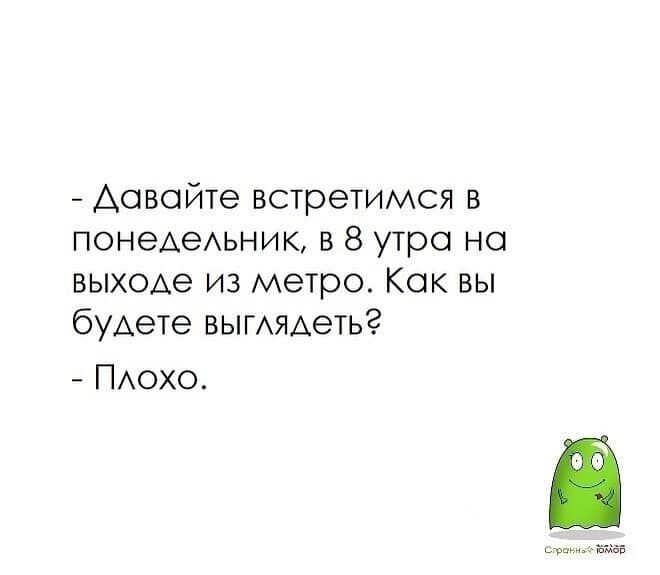 - Давайте встретимся в
понедельник, в 8 утра на
выходе из метро. Как вы
будете выглядеть?
- Плохо.
Странный юмор